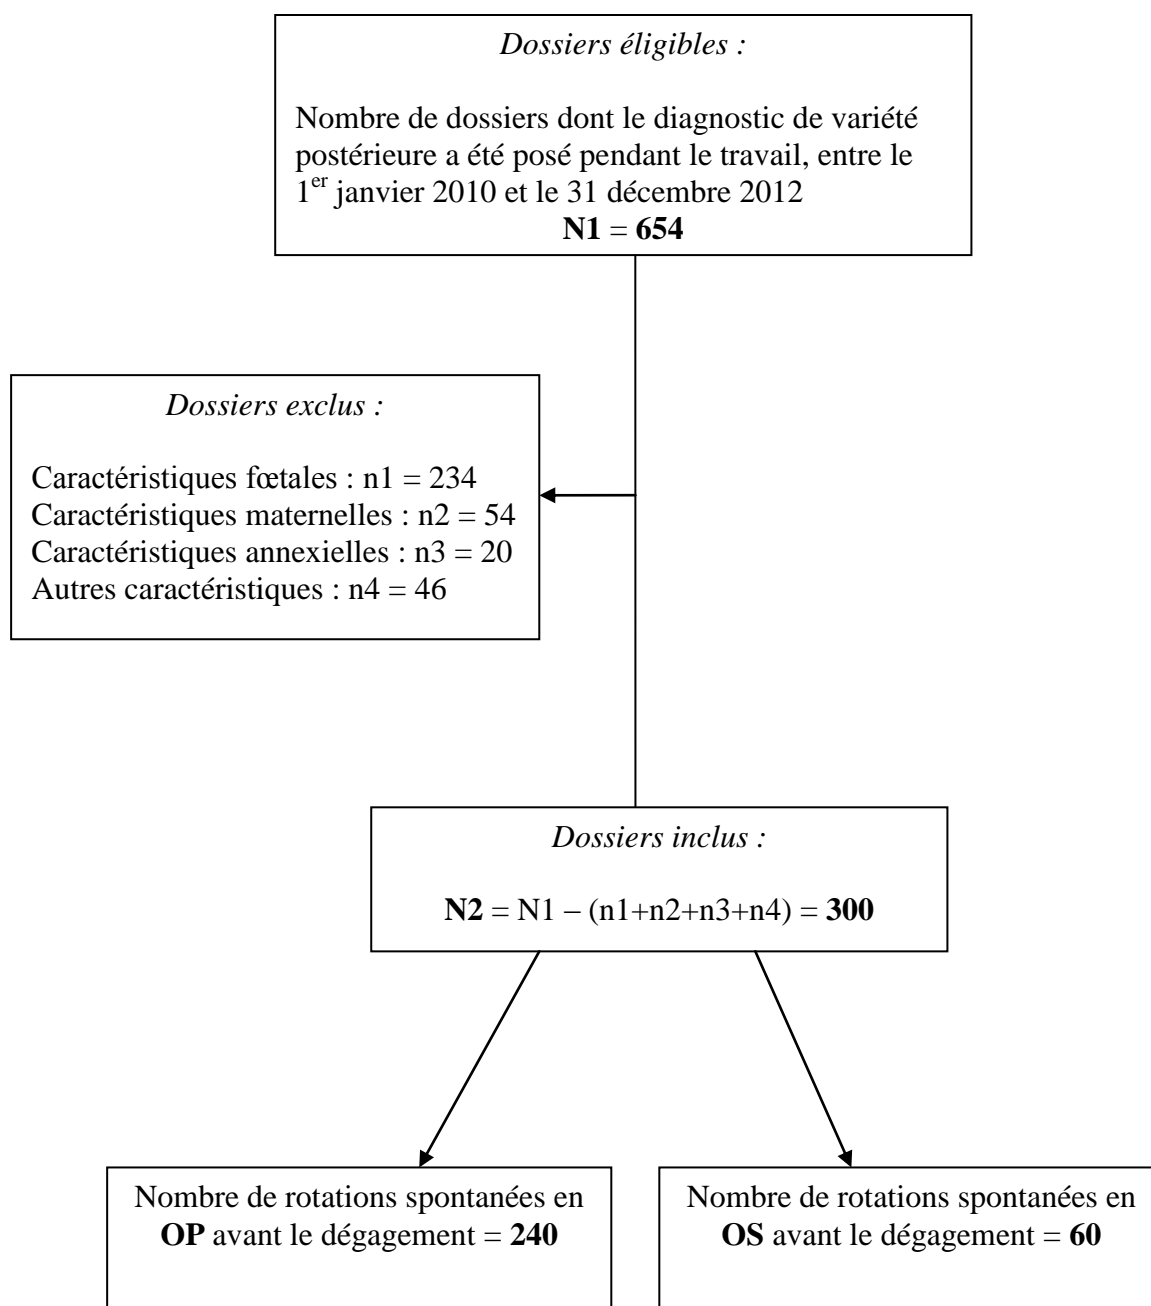 Dossiers éligibles :
Nombre de dossiers dont le diagnostic de variété
postérieure a été posé pendant le travail, entre le
1er janvier 2010 et le 31 décembre 2012
N1 = 654
Dossiers exclus :
Caractéristiques fœtales : n1 = 234
Caractéristiques maternelles : n2 = 54
Caractéristiques annexielles : n3 = 20
Autres caractéristiques : n4 = 46
Dossiers inclus :
N2 = N1 – (n1+n2+n3+n4) = 300
Nombre de rotations spontanées en
OP avant le dégagement = 240
Nombre de rotations spontanées en
OS avant le dégagement = 60